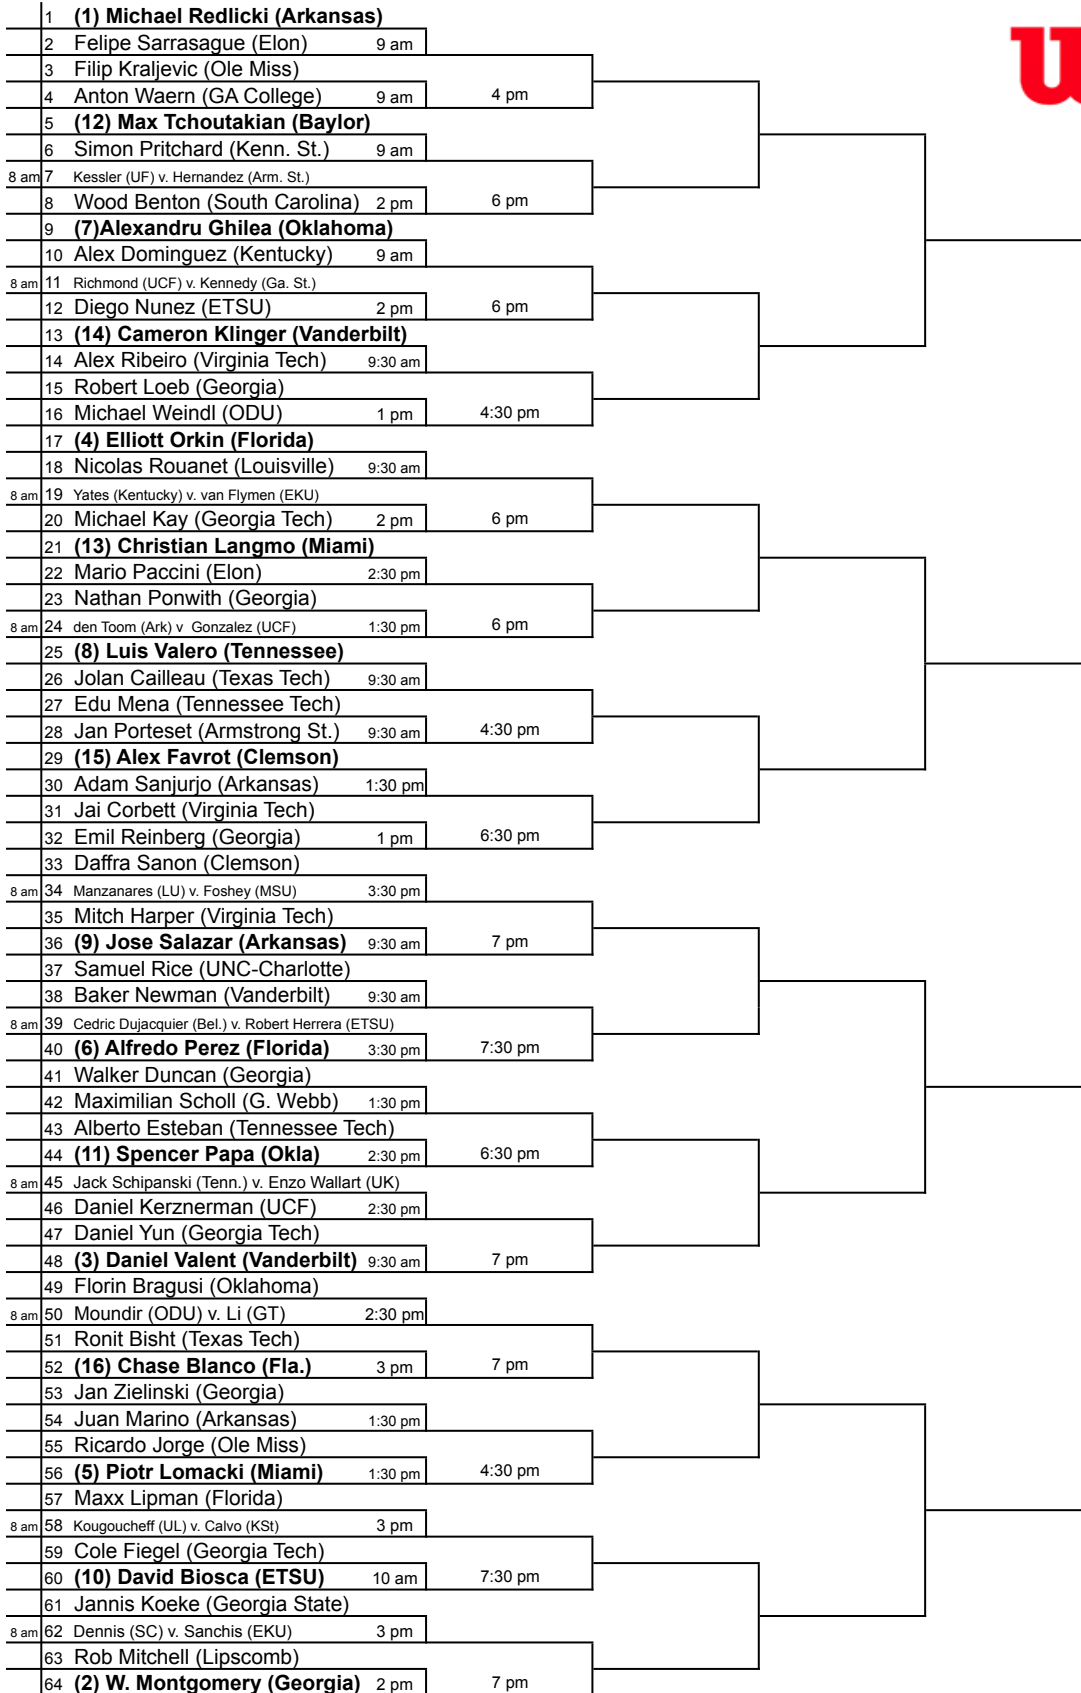 1 (1) Michael Redlicki (Arkansas)
2 Felipe Sarrasague (Elon) 9 am
3 Filip Kraljevic (Ole Miss)
4 Anton Waern (GA College) 9 am 4 pm
5 (12) Max Tchoutakian (Baylor)
6 Simon Pritchard (Kenn. St.) 9 am
8 am 7 Kessler (UF) v. Hernandez (Arm. St.)
8 Wood Benton (South Carolina) 2 pm 6 pm
9 (7)Alexandru Ghilea (Oklahoma)
10 Alex Dominguez (Kentucky) 9 am
8 am 11 Richmond (UCF) v. Kennedy (Ga. St.)
12 Diego Nunez (ETSU) 2 pm 6 pm
13 (14) Cameron Klinger (Vanderbilt)
14 Alex Ribeiro (Virginia Tech) 9:30 am
15 Robert Loeb (Georgia)
16 Michael Weindl (ODU) 1 pm 4:30 pm
17 (4) Elliott Orkin (Florida)
18 Nicolas Rouanet (Louisville) 9:30 am
8 am 19 Yates (Kentucky) v. van Flymen (EKU)
20 Michael Kay (Georgia Tech) 2 pm 6 pm
21 (13) Christian Langmo (Miami)
22 Mario Paccini (Elon) 2:30 pm
23 Nathan Ponwith (Georgia)
8 am 24 den Toom (Ark) v Gonzalez (UCF) 1:30 pm 6 pm
25 (8) Luis Valero (Tennessee)
26 Jolan Cailleau (Texas Tech) 9:30 am
27 Edu Mena (Tennessee Tech)
28 Jan Porteset (Armstrong St.) 9:30 am 4:30 pm
29 (15) Alex Favrot (Clemson)
30 Adam Sanjurjo (Arkansas) 1:30 pm
31 Jai Corbett (Virginia Tech)
32 Emil Reinberg (Georgia) 1 pm 6:30 pm
33 Daffra Sanon (Clemson)
8 am 34 Manzanares (LU) v. Foshey (MSU) 3:30 pm
35 Mitch Harper (Virginia Tech)
36 (9) Jose Salazar (Arkansas) 9:30 am 7 pm
37 Samuel Rice (UNC-Charlotte)
38 Baker Newman (Vanderbilt) 9:30 am
8 am 39 Cedric Dujacquier (Bel.) v. Robert Herrera (ETSU)
40 (6) Alfredo Perez (Florida) 3:30 pm 7:30 pm
41 Walker Duncan (Georgia)
42 Maximilian Scholl (G. Webb) 1:30 pm
43 Alberto Esteban (Tennessee Tech)
44 (11) Spencer Papa (Okla) 2:30 pm 6:30 pm
8 am 45 Jack Schipanski (Tenn.) v. Enzo Wallart (UK)
46 Daniel Kerznerman (UCF) 2:30 pm
47 Daniel Yun (Georgia Tech)
48 (3) Daniel Valent (Vanderbilt) 9:30 am 7 pm
49 Florin Bragusi (Oklahoma)
8 am 50 Moundir (ODU) v. Li (GT) 2:30 pm
51 Ronit Bisht (Texas Tech)
52 (16) Chase Blanco (Fla.) 3 pm 7 pm
53 Jan Zielinski (Georgia)
54 Juan Marino (Arkansas) 1:30 pm
55 Ricardo Jorge (Ole Miss)
56 (5) Piotr Lomacki (Miami) 1:30 pm 4:30 pm
57 Maxx Lipman (Florida)
8 am 58 Kougoucheff (UL) v. Calvo (KSt) 3 pm
59 Cole Fiegel (Georgia Tech)
60 (10) David Biosca (ETSU) 10 am 7:30 pm
61 Jannis Koeke (Georgia State)
8 am 62 Dennis (SC) v. Sanchis (EKU) 3 pm
63 Rob Mitchell (Lipscomb)
64 (2) W. Montgomery (Georgia) 2 pm 7 pm